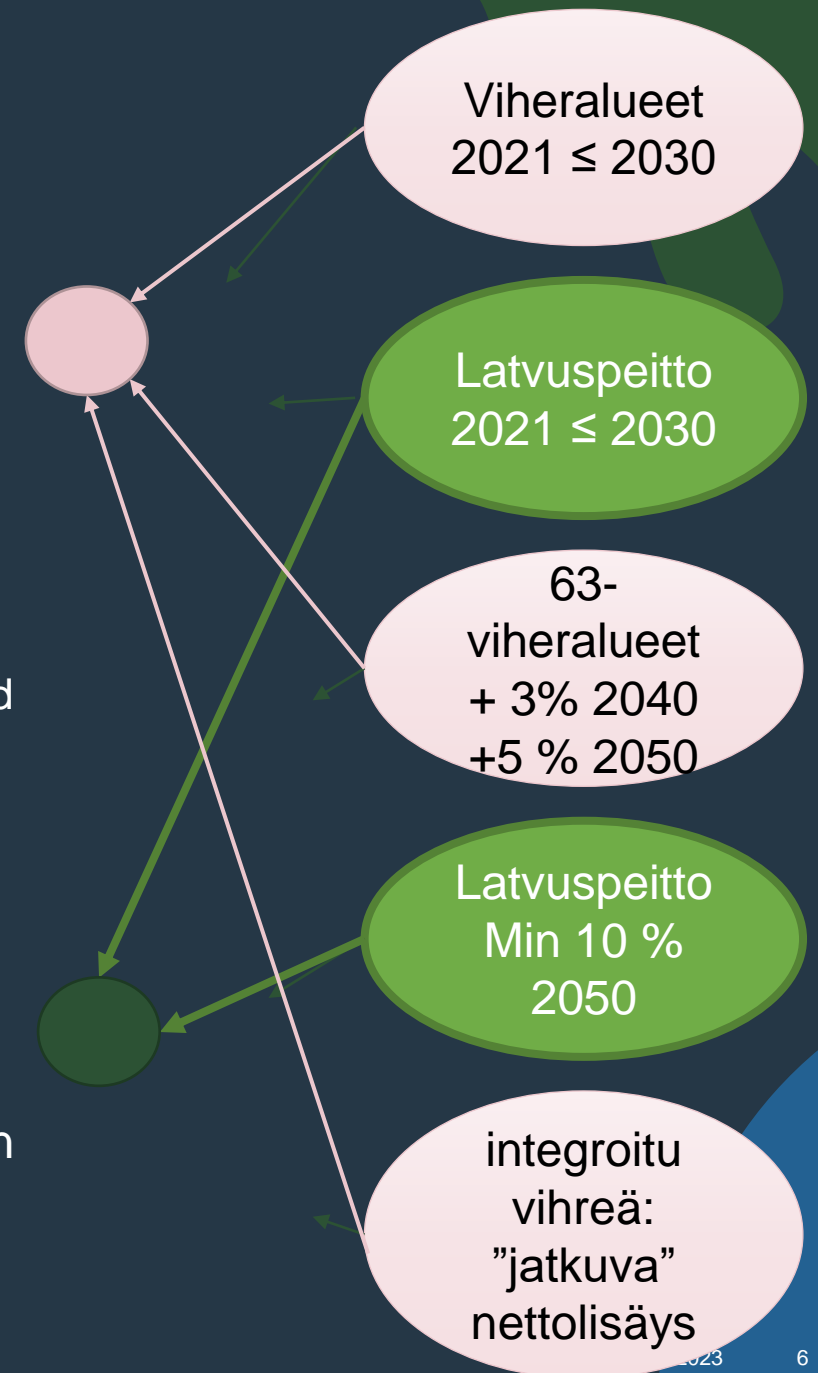 Viheralueet
2021 ≤ 2030
Latvuspeitto
2021 ≤ 2030
63-
viheralueet
+ 3% 2040
+5 % 2050
d
Latvuspeitto
Min 10 %
2050
n
integroitu
vihreä:
”jatkuva”
nettolisäys
6